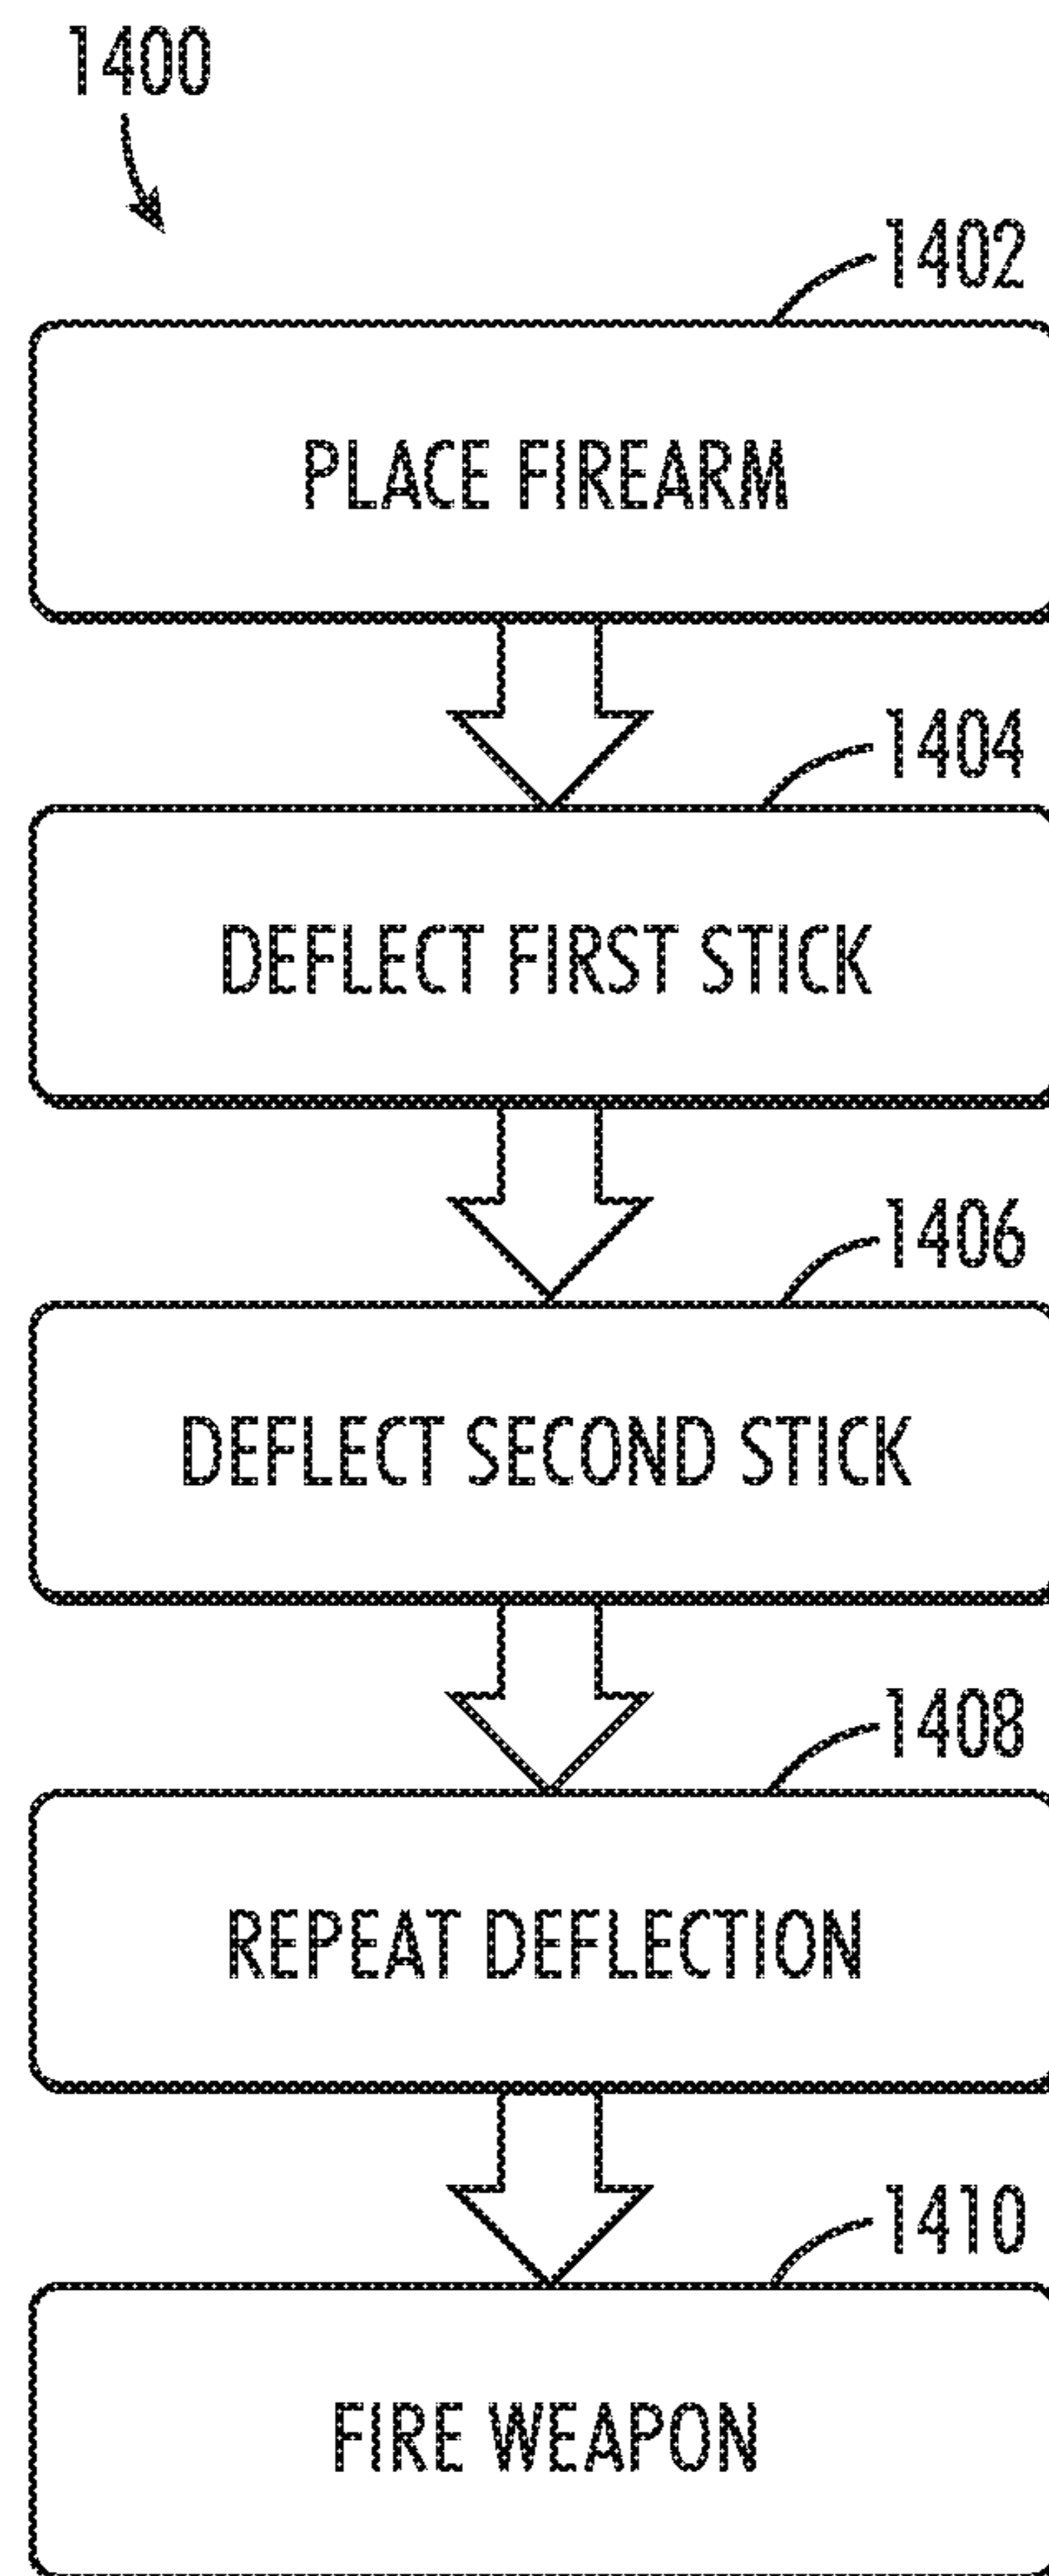 1400
1402
PLACE FIREARM
1404
DEFLECT FIRST STICK
1406
DEFLECT SECOND STICK
1408
REPEAT DEFLECTION
1410
FIRE WEAPON